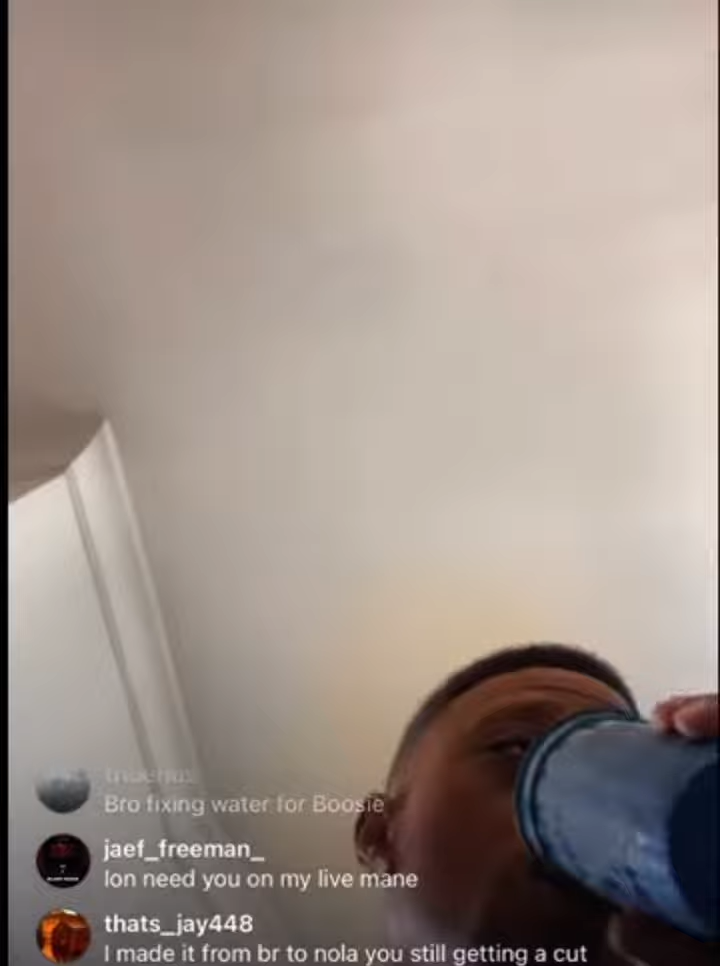 Bro fixing water for Boosie
jaef_freeman_
Ion need you on my live mane
thats_jay448
I made it from br to nola you still getting a cut